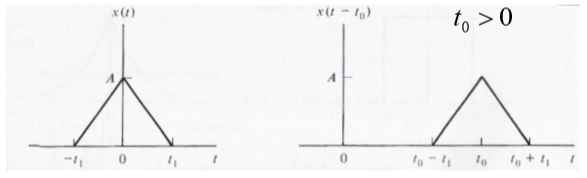 x(t)
A
−t₁ 0 t₁ t
x(t − t₀)
t₀ > 0
A
0 t₀ − t₁ t₀ t₀ + t₁ t